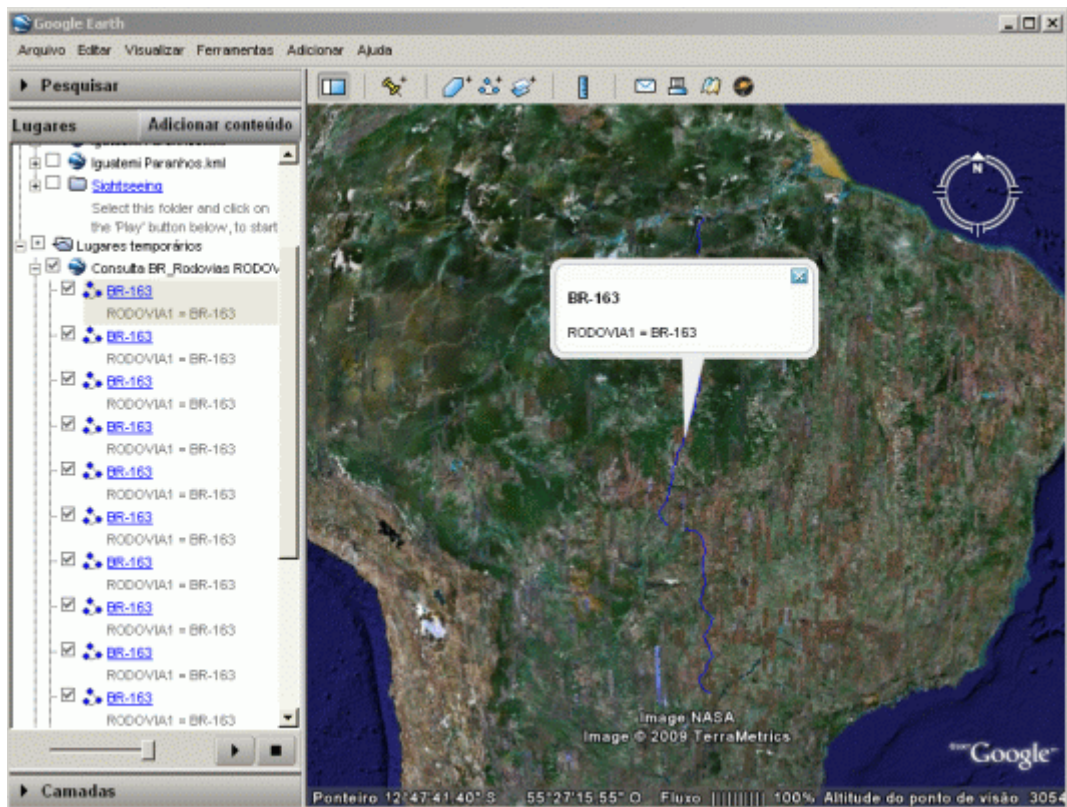 Google Earth
Arquivo Editar Visualizar Ferramentas Adicionar Ajuda
Pesquisar
Lugares Adicionar conteúdo
Iguatemi Paranhos.kml
Sightseeing
Select this folder and click on
the 'Play' button below, to start
Lugares temporários
Consulta BR_Rodovias RODOV
BR-163
RODOVIA1 = BR-163
BR-163
RODOVIA1 = BR-163
BR-163
RODOVIA1 = BR-163
BR-163
RODOVIA1 = BR-163
BR-163
RODOVIA1 = BR-163
BR-163
RODOVIA1 = BR-163
BR-163
RODOVIA1 = BR-163
BR-163
RODOVIA1 = BR-163
BR-163
RODOVIA1 = BR-163
BR-163
RODOVIA1 = BR-163
Camadas
N
BR-163
RODOVIA1 = BR-163
Image NASA
Image © 2009 TerraMetrics
Google
Ponteiro 12°47'41.40" S 55°27'15.55" O Fluxo |||||||||| 100% Altitude do ponto de visão 3054